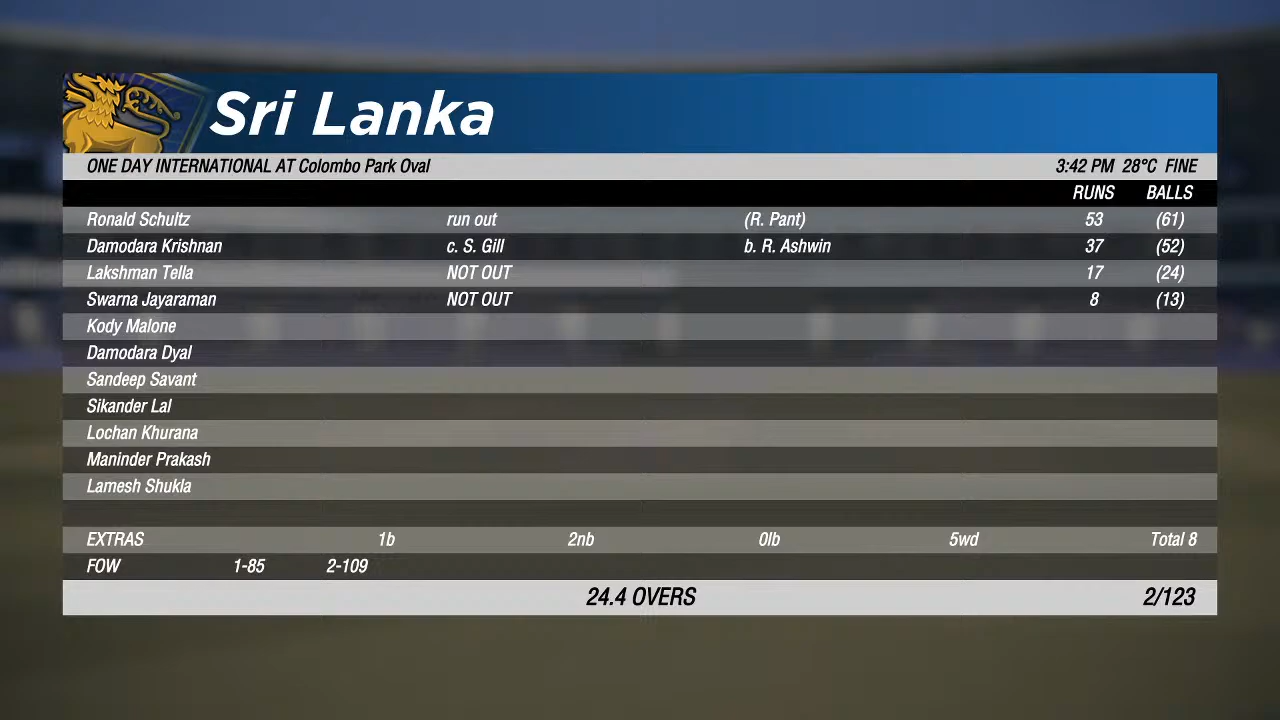 Sri Lanka
ONE DAY INTERNATIONAL AT Colombo Park Oval 3:42 PM 28°C FINE
RUNS BALLS
Ronald Schultz run out (R. Pant) 53 (61)
Damodara Krishnan c. S. Gill b. R. Ashwin 37 (52)
Lakshman Tella NOT OUT 17 (24)
Swarna Jayaraman NOT OUT 8 (13)
Kody Malone
Damodara Dyal
Sandeep Savant
Sikander Lal
Lochan Khurana
Maninder Prakash
Lamesh Shukla
EXTRAS 1b 2nb 0lb 5wd Total 8
FOW 1-85 2-109
24.4 OVERS 2/123